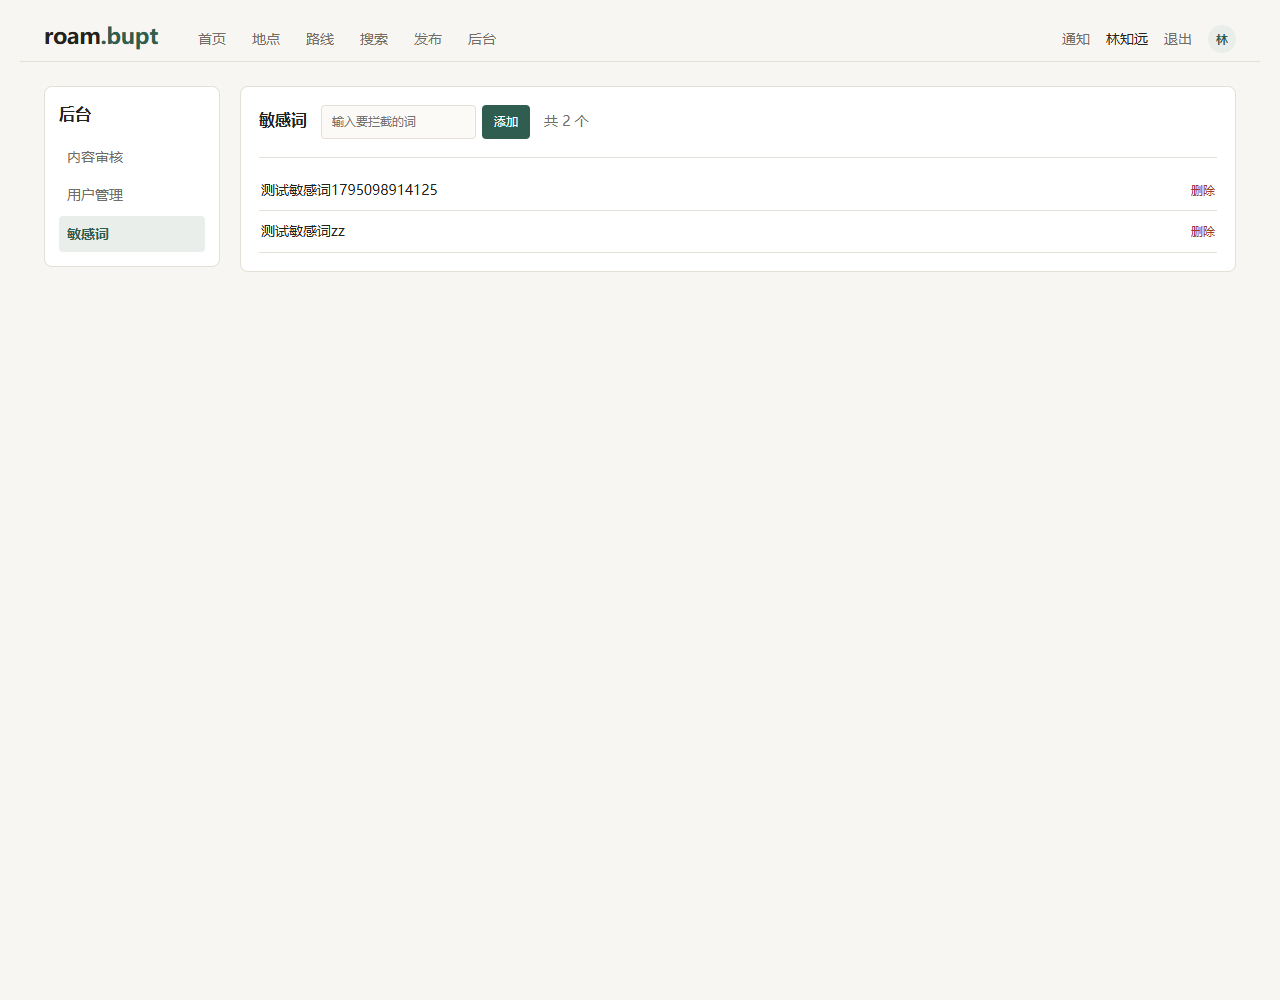 roam.bupt 首页 地点 路线 搜索 发布 后台 通知 林知远 退出 林
后台
内容审核
用户管理
敏感词
敏感词 输入要拦截的词 添加 共 2 个
测试敏感词1795098914125 删除
测试敏感词zz 删除